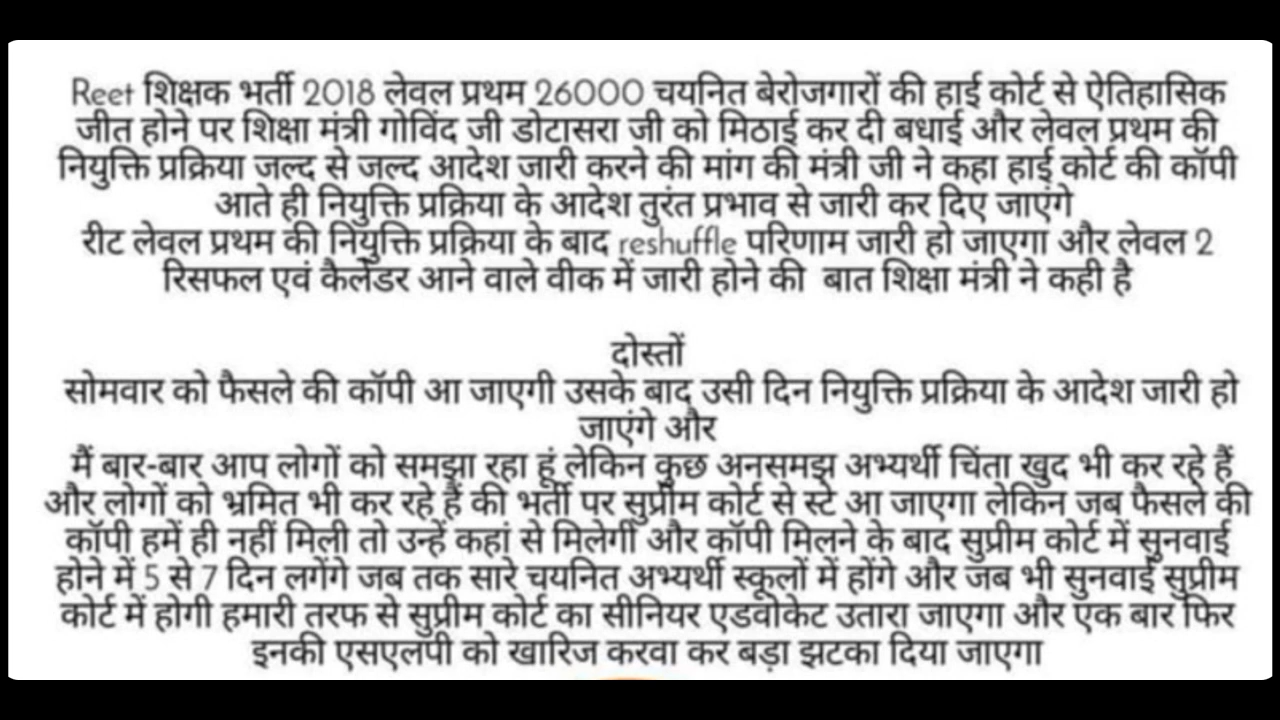 Reet शिक्षक भर्ती 2018 लेवल प्रथम 26000 चयनित बेरोजगारों की हाई कोर्ट से ऐतिहासिक
जीत होने पर शिक्षा मंत्री गोविंद जी डोटासरा जी को मिठाई कर दी बधाई और लेवल प्रथम की
नियुक्ति प्रक्रिया जल्द से जल्द आदेश जारी करने की मांग की मंत्री जी ने कहा हाई कोर्ट की कॉपी
आते ही नियुक्ति प्रक्रिया के आदेश तुरंत प्रभाव से जारी कर दिए जाएंगे
रीट लेवल प्रथम की नियुक्ति प्रक्रिया के बाद reshuffle परिणाम जारी हो जाएगा और लेवल 2
रिसफल एवं कैलेंडर आने वाले वीक में जारी होने की बात शिक्षा मंत्री ने कही है
दोस्तों
सोमवार को फैसले की कॉपी आ जाएगी उसके बाद उसी दिन नियुक्ति प्रक्रिया के आदेश जारी हो
जाएंगे और
मैं बार-बार आप लोगों को समझा रहा हूं लेकिन कुछ अनसमझ अभ्यर्थी चिंता खुद भी कर रहे हैं
और लोगों को भ्रमित भी कर रहे हैं की भर्ती पर सुप्रीम कोर्ट से स्टे आ जाएगा लेकिन जब फैसले की
कॉपी हमें ही नहीं मिली तो उन्हें कहां से मिलेगी और कॉपी मिलने के बाद सुप्रीम कोर्ट में सुनवाई
होने में 5 से 7 दिन लगेंगे जब तक सारे चयनित अभ्यर्थी स्कूलों में होंगे और जब भी सुनवाई सुप्रीम
कोर्ट में होगी हमारी तरफ से सुप्रीम कोर्ट का सीनियर एडवोकेट उतारा जाएगा और एक बार फिर
इनकी एसएलपी को खारिज करवा कर बड़ा झटका दिया जाएगा